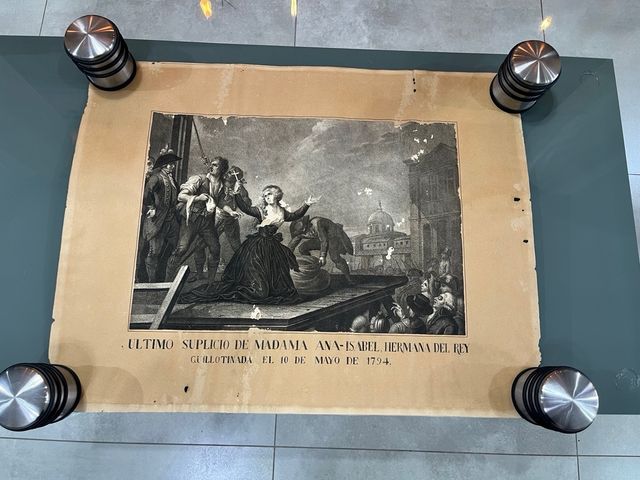 ULTIMO SUPLICIO DE MADAMA ANA-ISABEL, HERMANA DEL REY
GUILLOTINADA EL 10 DE MAYO DE 1794.